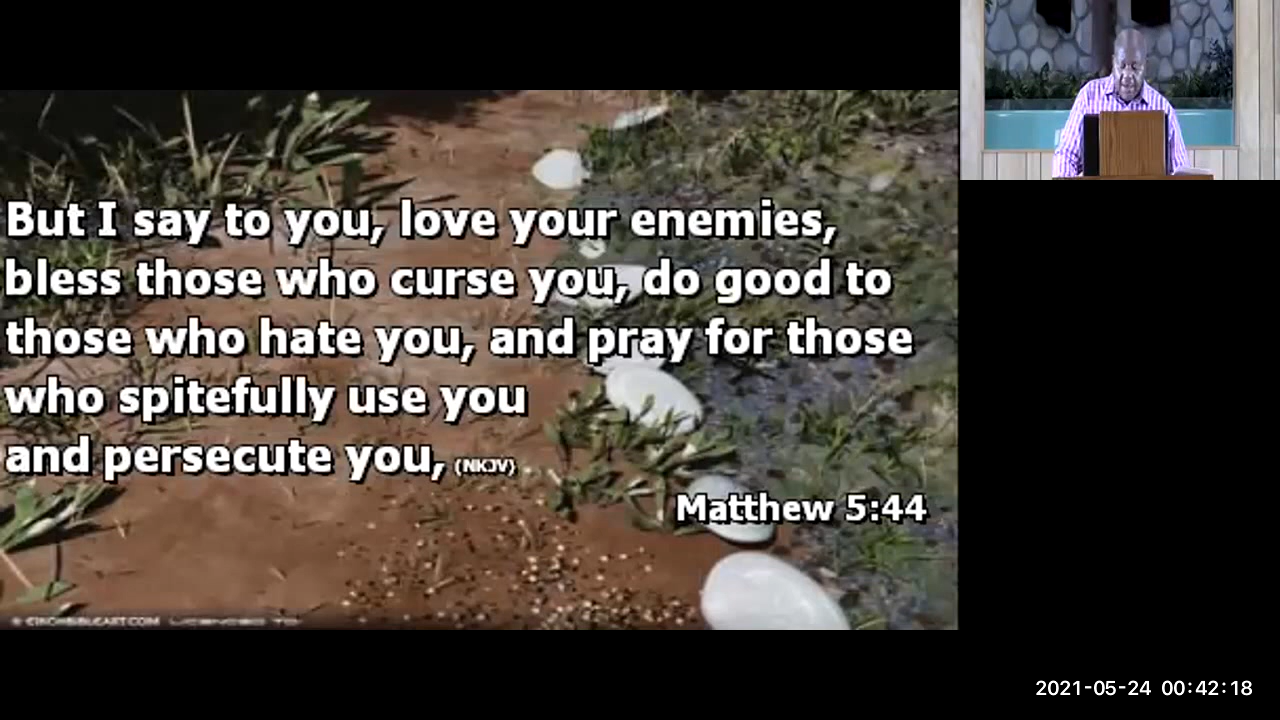 But I say to you, love your enemies,
bless those who curse you, do good to
those who hate you, and pray for those
who spitefully use you
and persecute you, (NKJV)
Matthew 5:44
LICENCED TO
2021-05-24 00:42:18